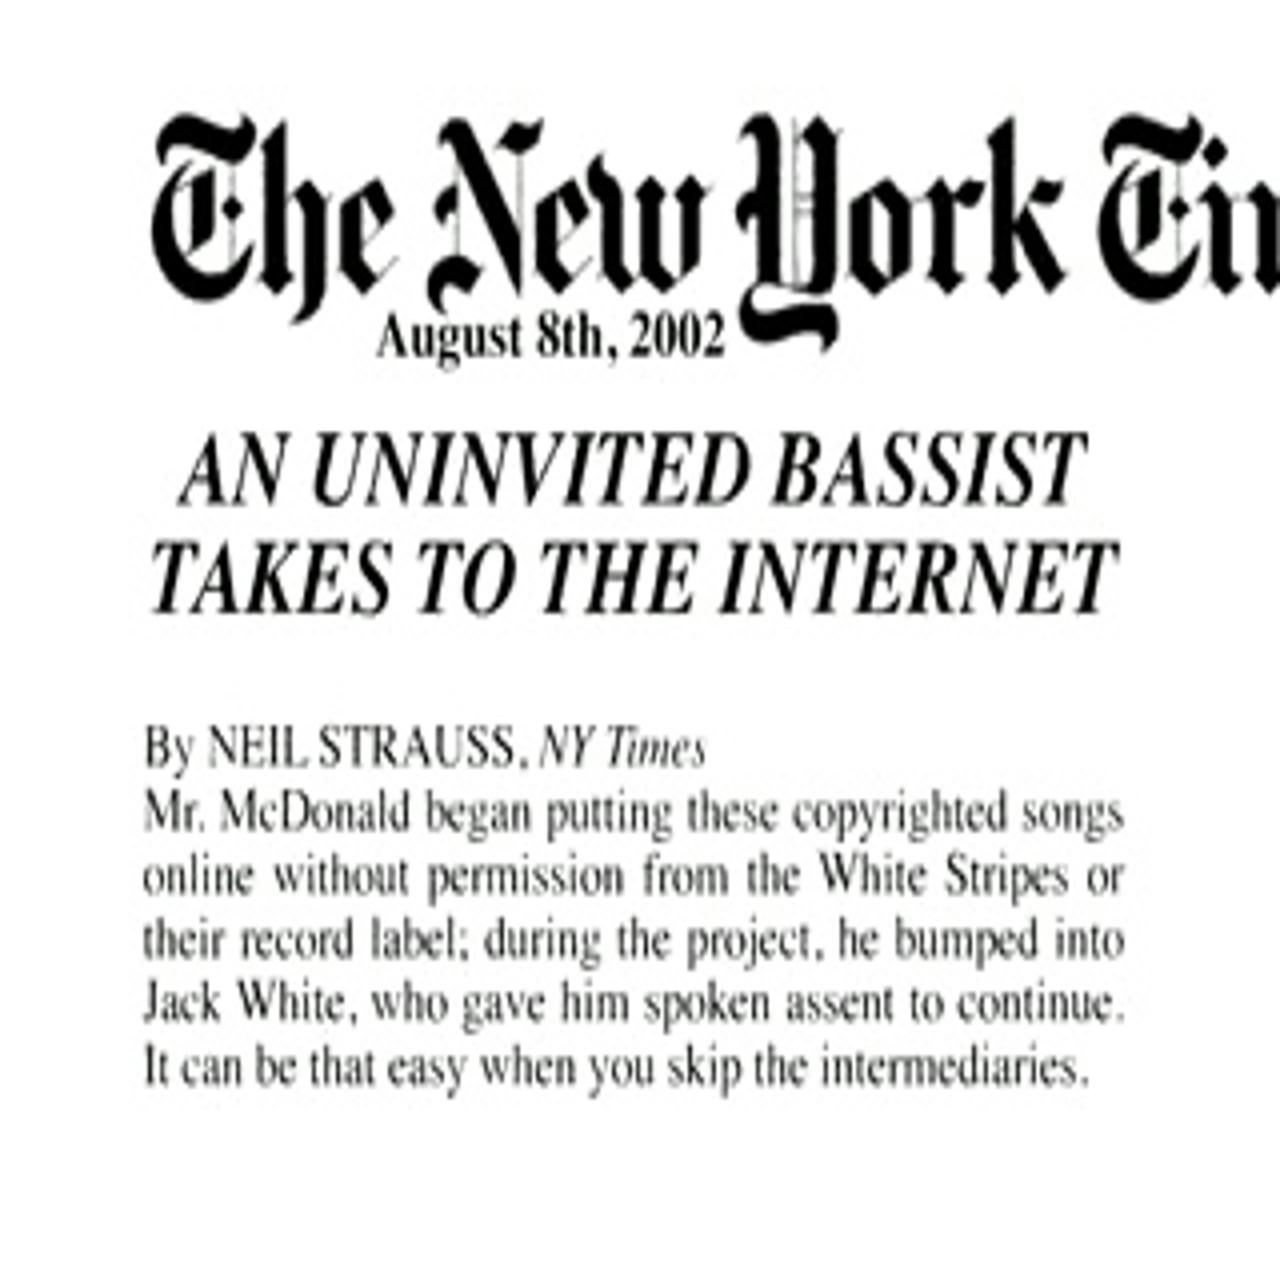 The New York Tim
August 8th, 2002
AN UNINVITED BASSIST
TAKES TO THE INTERNET
By NEIL STRAUSS, NY Times
Mr. McDonald began putting these copyrighted songs
online without permission from the White Stripes or
their record label; during the project, he bumped into
Jack White, who gave him spoken assent to continue.
It can be that easy when you skip the intermediaries.